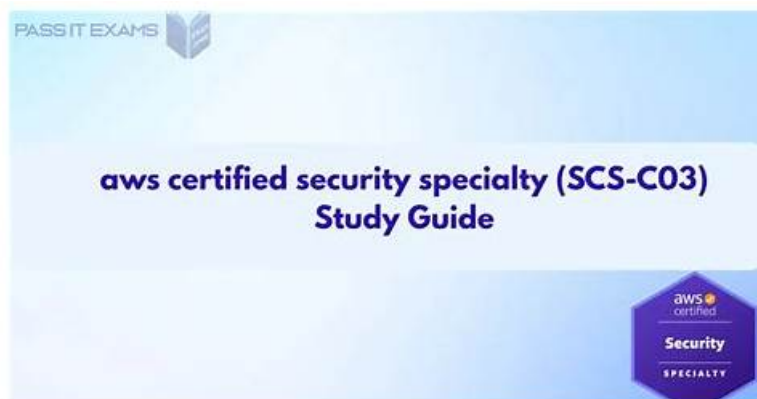 PASS IT EXAMS
aws certified security specialty (SCS-C03)
Study Guide
aws
certified
Security
SPECIALTY